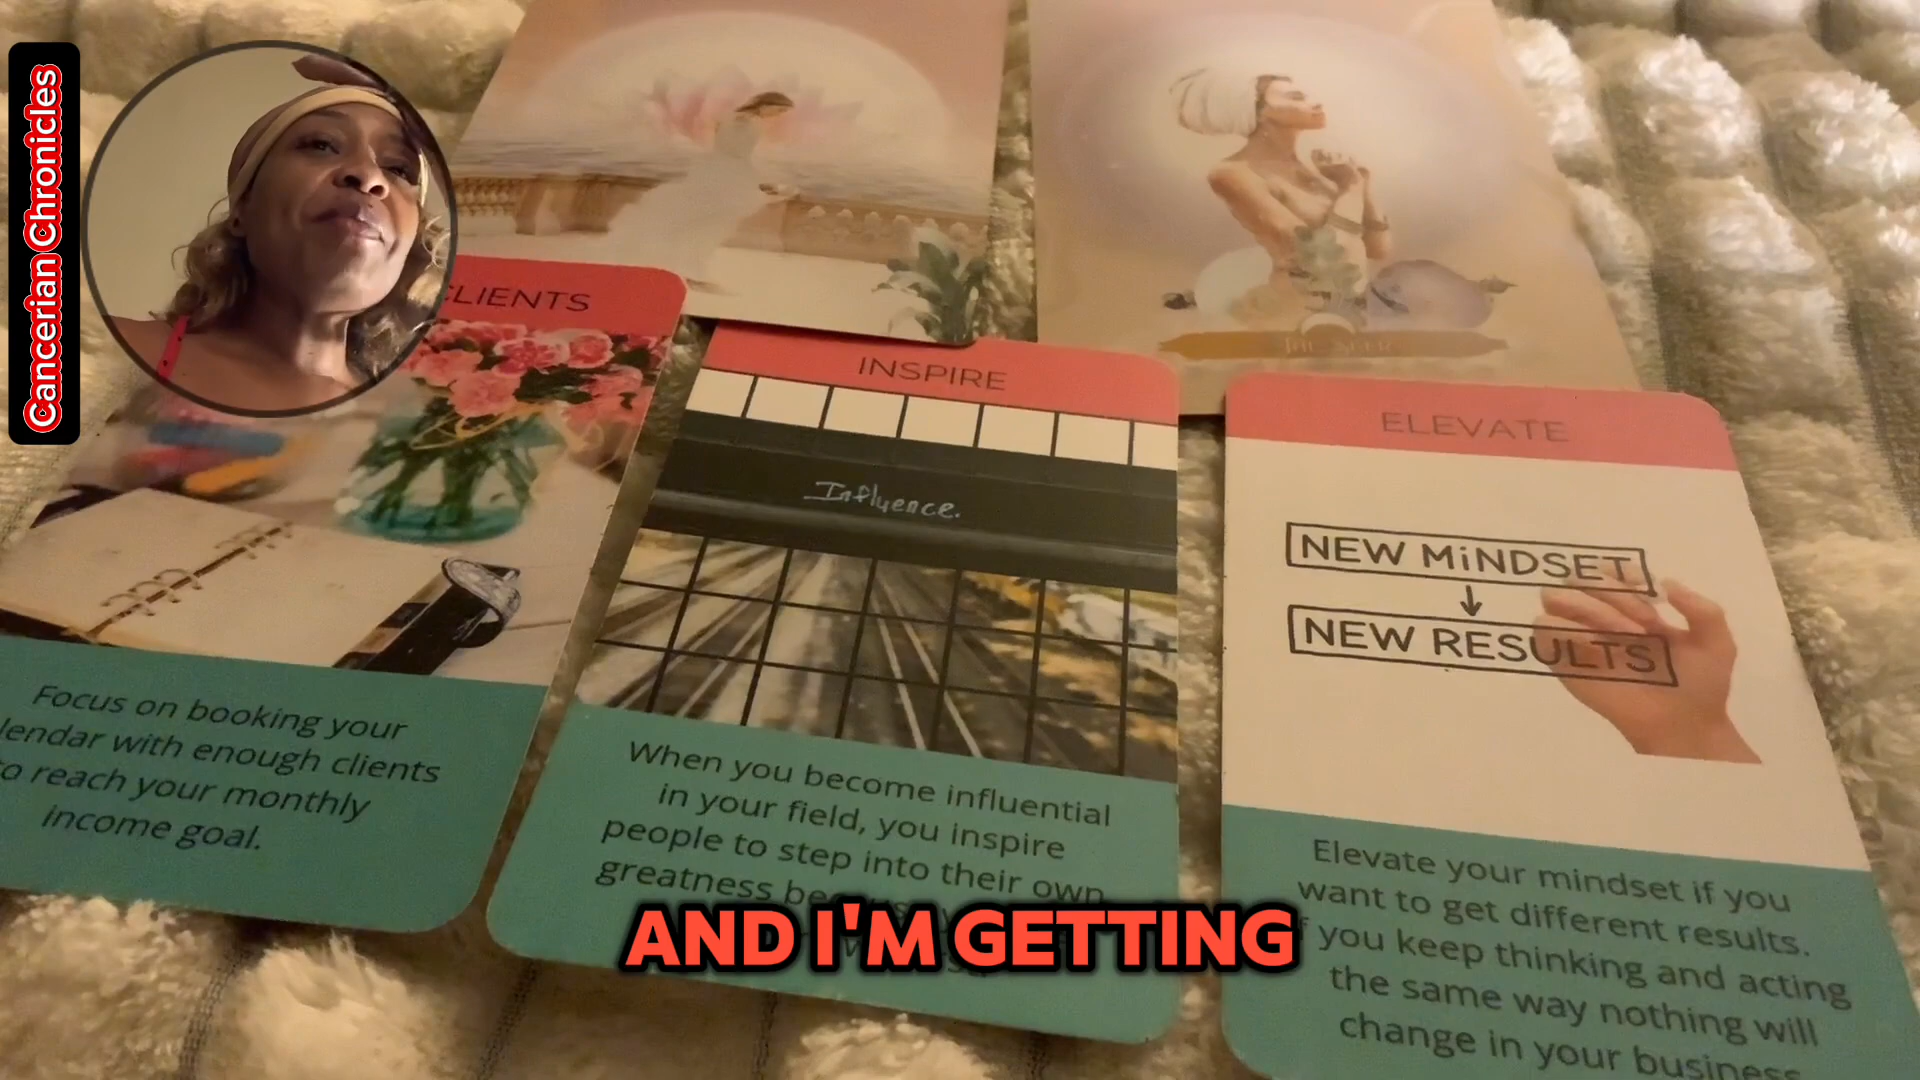 Cancerian Chronicles
CLIENTS
Focus on booking your
lendar with enough clients
to reach your monthly
income goal.
INSPIRE
Influence.
When you become influential
in your field, you inspire
people to step into their own
greatness
ELEVATE
NEW MiNDSET
NEW RESULTS
Elevate your mindset if you
want to get different results.
f you keep thinking and acting
the same way nothing will
change in your business
AND I'M GETTING